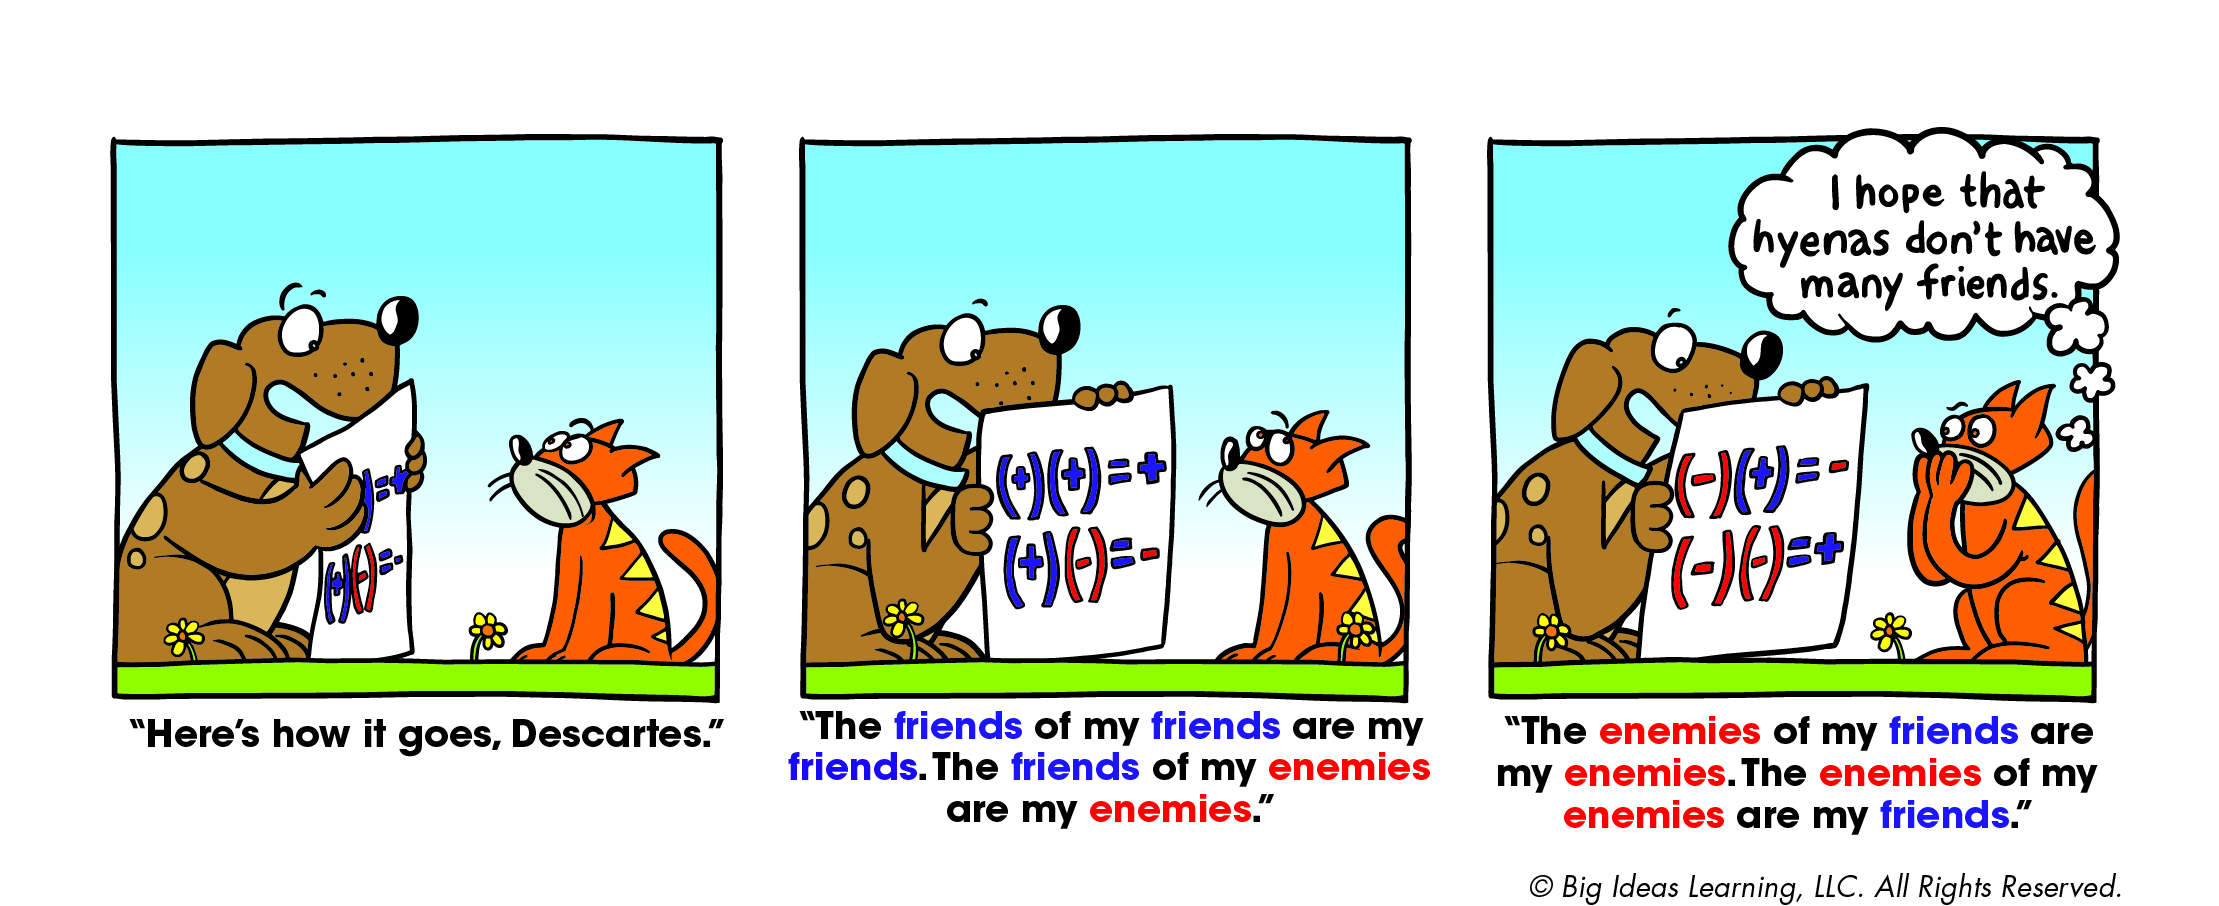 )=+
(+)(-)=-
“Here’s how it goes, Descartes.”
(+)(+)=+
(+)(-)=-
“The friends of my friends are my
friends. The friends of my enemies
are my enemies.”
I hope that
hyenas don't have
many friends.
(-)(+)=-
(-)(-)=+
“The enemies of my friends are
my enemies. The enemies of my
enemies are my friends.”
© Big Ideas Learning, LLC. All Rights Reserved.